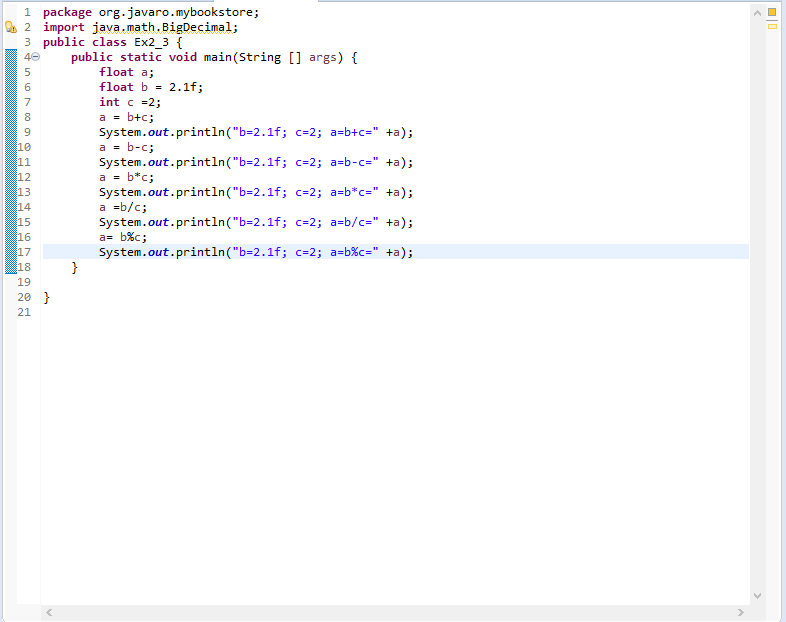 1 package org.javaro.mybookstore;
2 import java.math.BigDecimal;
3 public class Ex2_3 {
4 public static void main(String [] args) {
5 float a;
6 float b = 2.1f;
7 int c =2;
8 a = b+c;
9 System.out.println("b=2.1f; c=2; a=b+c=" +a);
10 a = b-c;
11 System.out.println("b=2.1f; c=2; a=b-c=" +a);
12 a = b*c;
13 System.out.println("b=2.1f; c=2; a=b*c=" +a);
14 a =b/c;
15 System.out.println("b=2.1f; c=2; a=b/c=" +a);
16 a= b%c;
17 System.out.println("b=2.1f; c=2; a=b%c=" +a);
18 }
19
20 }
21